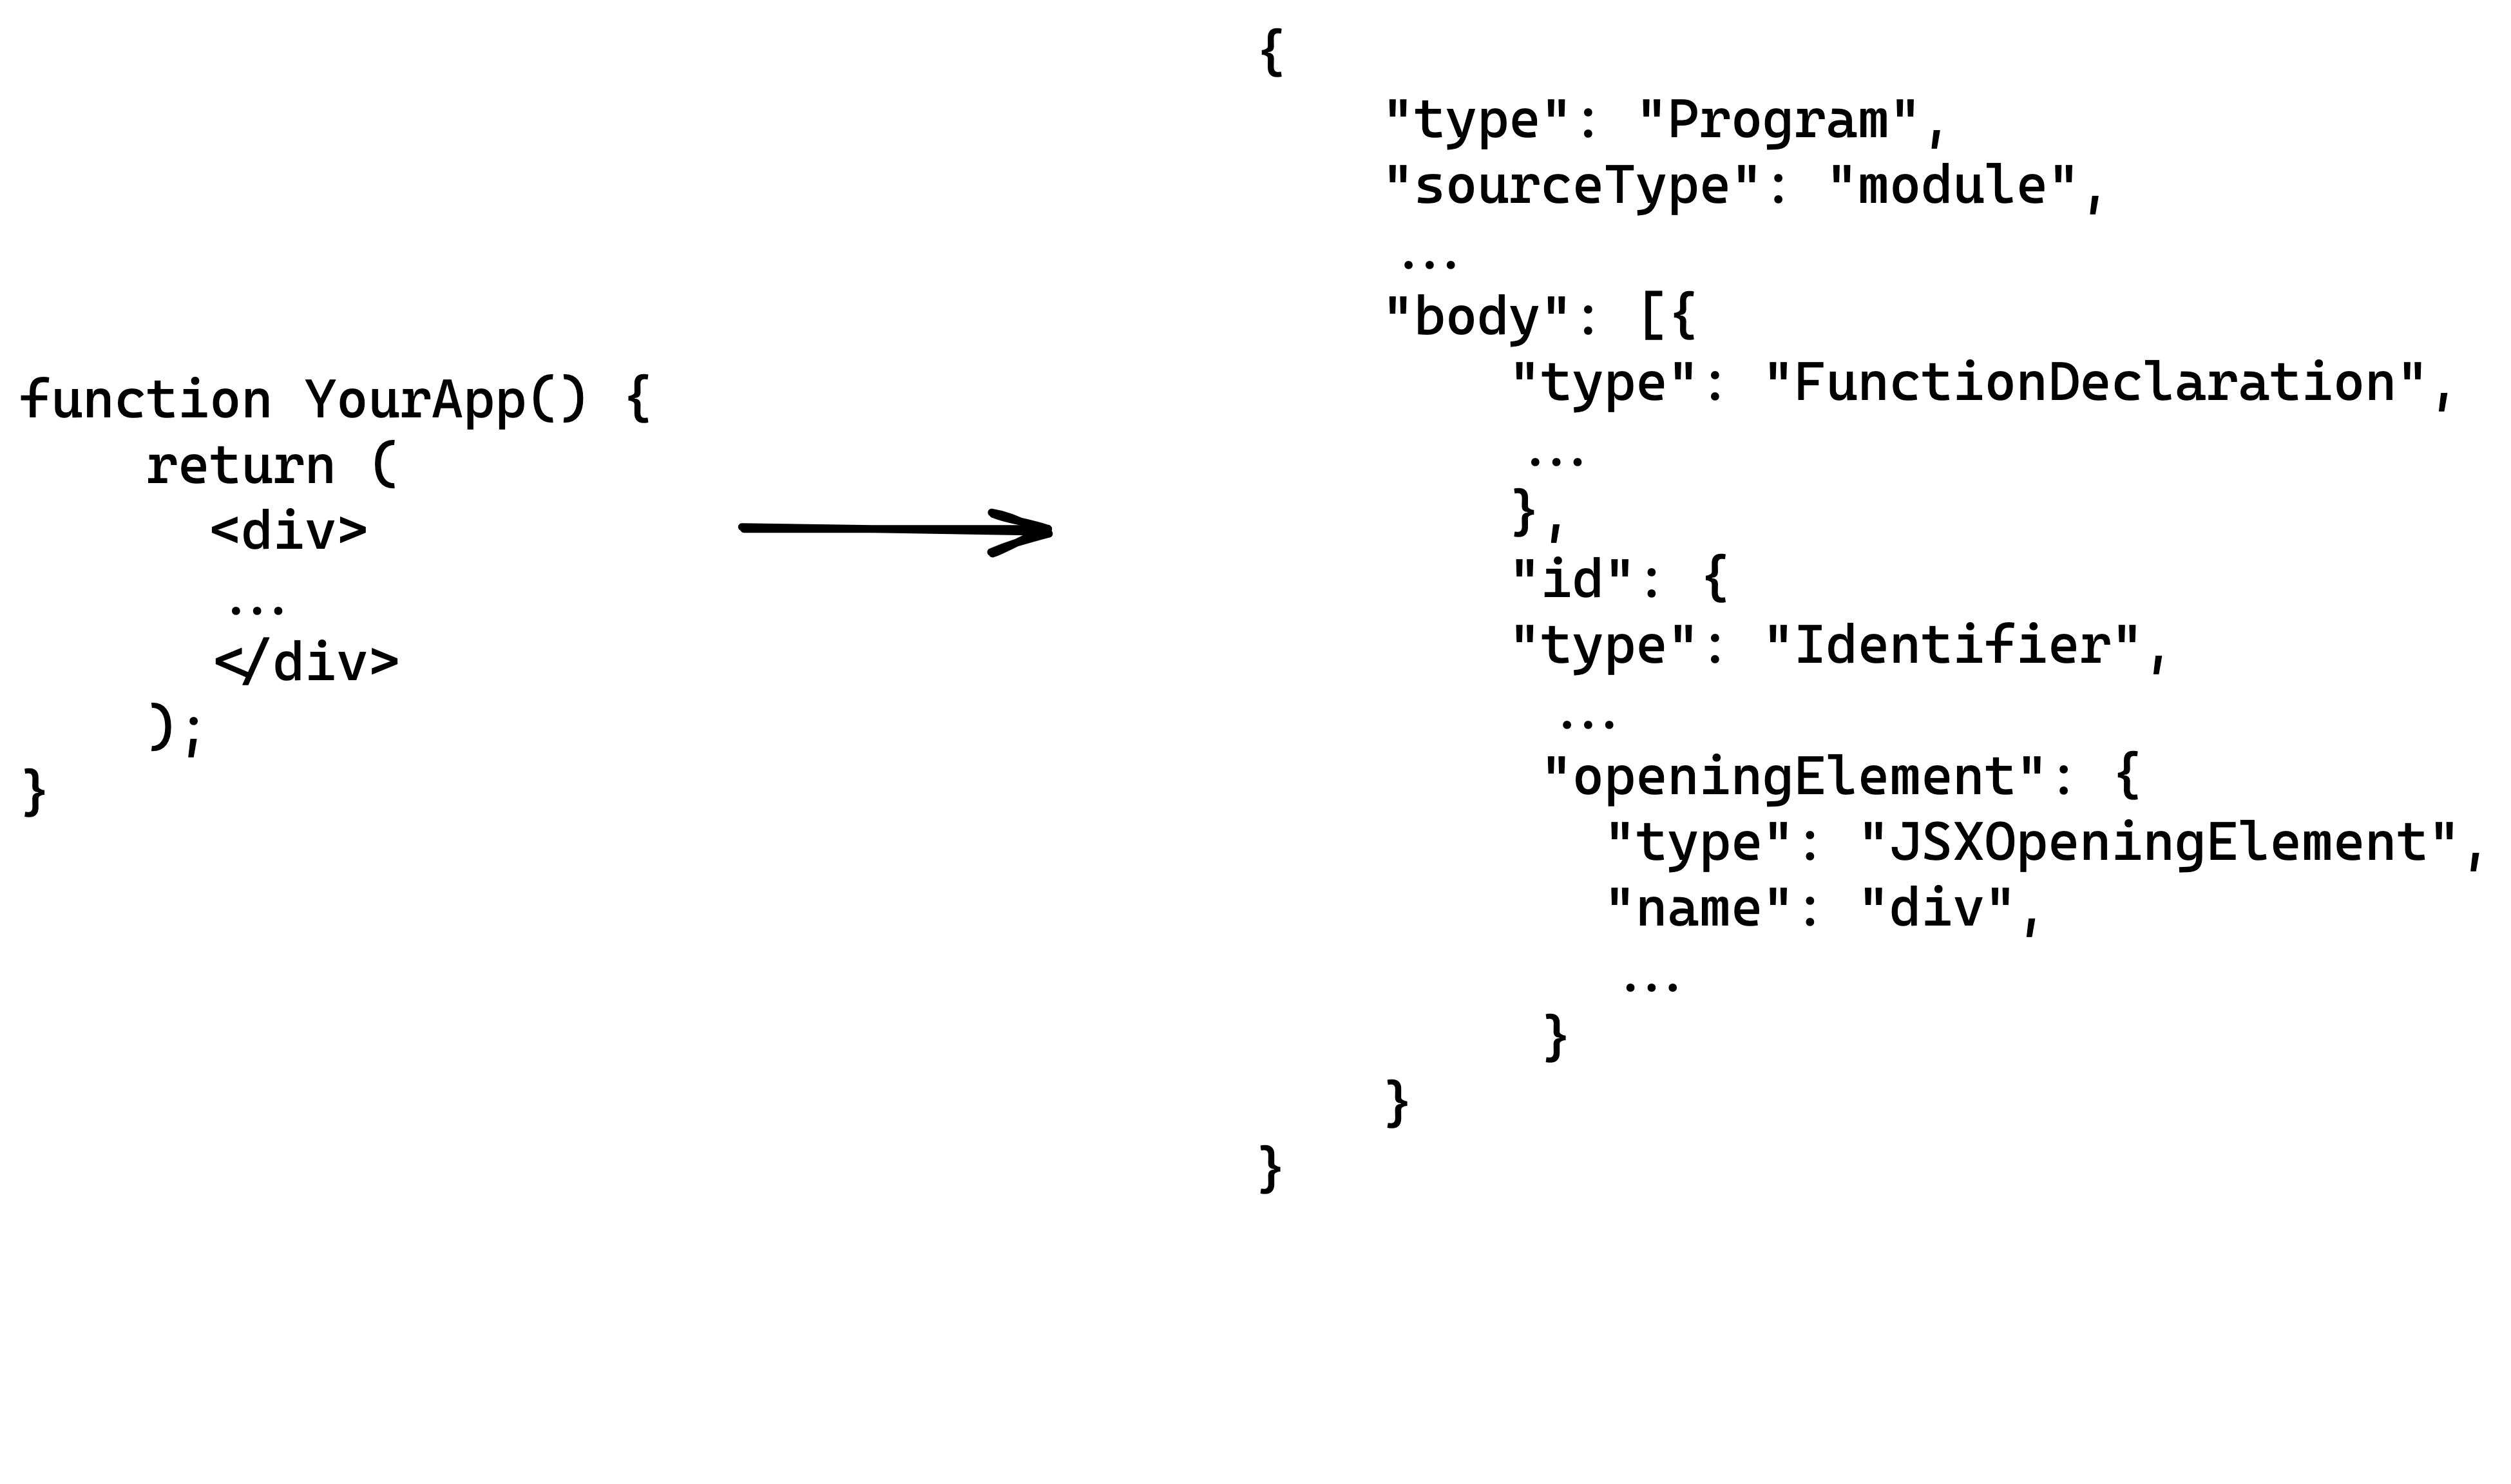 function YourApp() {
    return (
      <div>
       ...
      </div>
    );
}
{
    "type": "Program",
    "sourceType": "module",
    ...
    "body": [{
        "type": "FunctionDeclaration",
        ...
        },
        "id": {
        "type": "Identifier",
         ...
         "openingElement": {
           "type": "JSXOpeningElement",
           "name": "div",
           ...
         }
    }
}